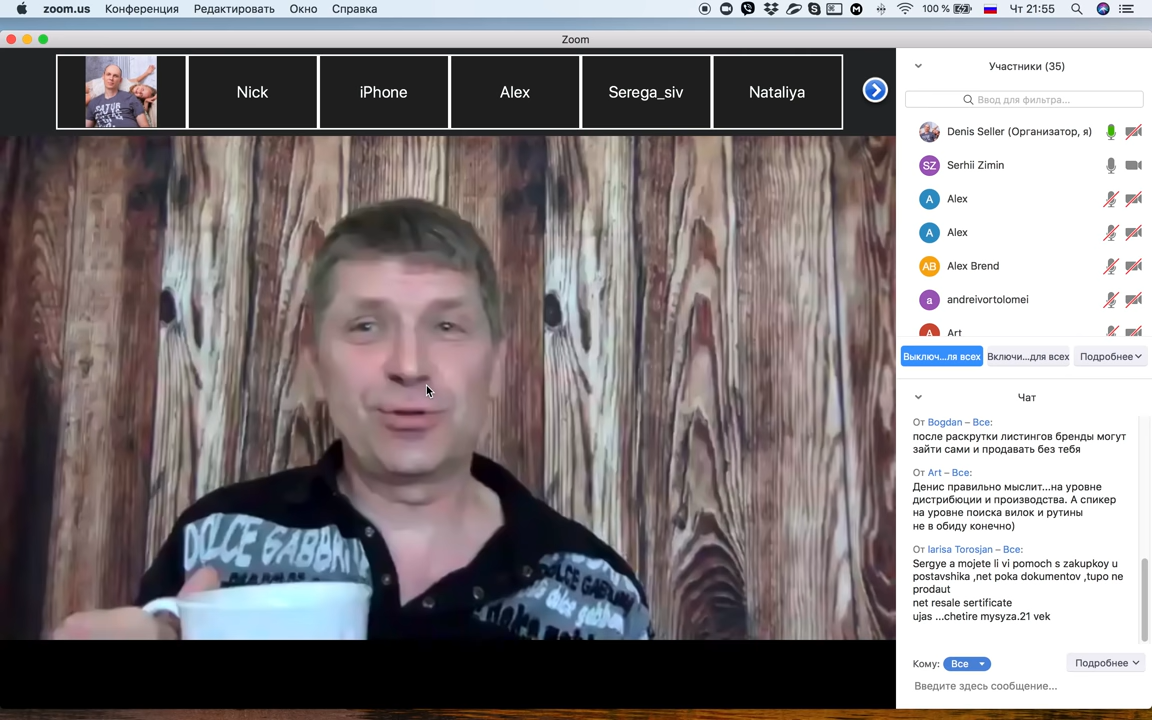 zoom.us Конференция Редактировать Окно Справка 100 % Чт 21:55
Zoom
Nick
iPhone
Alex
Serega_siv
Nataliya
SATUR
DOLCE GABBAN
Участники (35)
Ввод для фильтра...
Denis Seller (Организатор, я)
SZ Serhii Zimin
A Alex
A Alex
AB Alex Brend
a andreivortolomei
A Art
Выключ...ля всех Включи...для всех Подробнее
Чат
От Bogdan – Все:
после раскрутки листингов бренды могут
зайти сами и продавать без тебя
От Art – Все:
Денис правильно мыслит...на уровне
дистрибюции и производства. А спикер
на уровне поиска вилок и рутины
не в обиду конечно)
От larisa Torosjan – Все:
Sergye a mojete li vi pomoch s zakupkoy u
postavshika ,net poka dokumentov ,tupo ne
prodaut
net resale sertificate
ujas ...chetire mysyza.21 vek
Кому: Все Подробнее
Введите здесь сообщение...